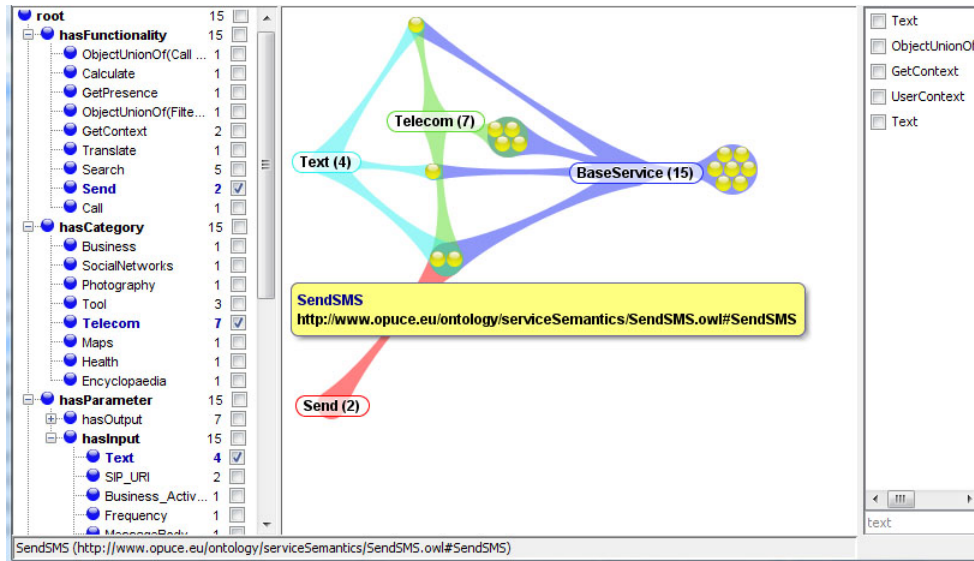 root 15
hasFunctionality 15
ObjectUnionOf(Call ... 1
Calculate 1
GetPresence 1
ObjectUnionOf(Filte... 1
GetContext 2
Translate 1
Search 5
Send 2
Call 1
hasCategory 15
Business 1
SocialNetworks 1
Photography 1
Tool 3
Telecom 7
Maps 1
Health 1
Encyclopaedia 1
hasParameter 15
hasOutput 7
hasInput 15
Text 4
SIP_URI 2
Business_Activ... 1
Frequency 1
Telecom (7)
Text (4)
BaseService (15)
SendSMS
http://www.opuce.eu/ontology/serviceSemantics/SendSMS.owl#SendSMS
Send (2)
Text
ObjectUnionOf
GetContext
UserContext
Text
text
SendSMS (http://www.opuce.eu/ontology/serviceSemantics/SendSMS.owl#SendSMS)